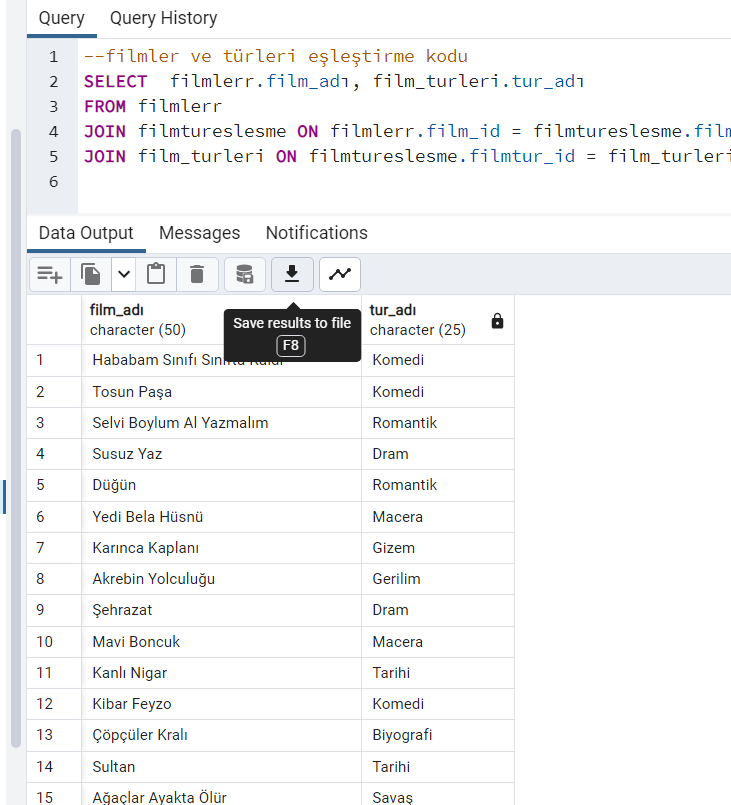 Query Query History
1 --filmler ve türleri eşleştirme kodu
2 SELECT filmlerr.film_adı, film_turleri.tur_adı
3 FROM filmlerr
4 JOIN filmtureslesme ON filmlerr.film_id = filmtureslesme.film
5 JOIN film_turleri ON filmtureslesme.filmtur_id = film_turleri
6
Data Output Messages Notifications
film_adı tur_adı
character (50) character (25)
Save results to file
F8
1 Hababam Sınıfı Sınıfta Kaldı Komedi
2 Tosun Paşa Komedi
3 Selvi Boylum Al Yazmalım Romantik
4 Susuz Yaz Dram
5 Düğün Romantik
6 Yedi Bela Hüsnü Macera
7 Karınca Kaplanı Gizem
8 Akrebin Yolculuğu Gerilim
9 Şehrazat Dram
10 Mavi Boncuk Macera
11 Kanlı Nigar Tarihi
12 Kibar Feyzo Komedi
13 Çöpçüler Kralı Biyografi
14 Sultan Tarihi
15 Ağaçlar Ayakta Ölür Savaş